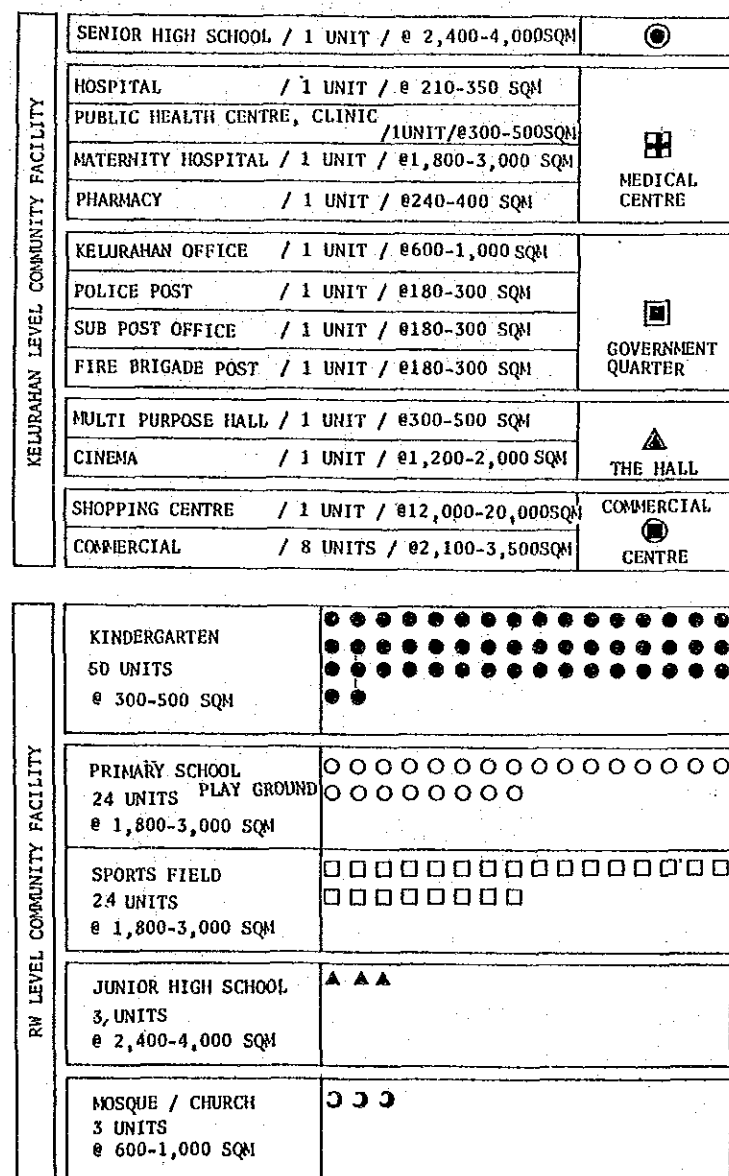 KELURAHAN LEVEL COMMUNITY FACILITY
SENIOR HIGH SCHOOL / 1 UNIT / @ 2,400-4,000SQM
HOSPITAL / 1 UNIT / @ 210-350 SQM
PUBLIC HEALTH CENTRE, CLINIC
/1UNIT/@300-500SQM
MATERNITY HOSPITAL / 1 UNIT / @1,800-3,000 SQM
PHARMACY / 1 UNIT / @240-400 SQM
MEDICAL
CENTRE
KELURAHAN OFFICE / 1 UNIT / @600-1,000 SQM
POLICE POST / 1 UNIT / @180-300 SQM
SUB POST OFFICE / 1 UNIT / @180-300 SQM
FIRE BRIGADE POST / 1 UNIT / @180-300 SQM
GOVERNMENT
QUARTER
MULTI PURPOSE HALL / 1 UNIT / @300-500 SQM
CINEMA / 1 UNIT / @1,200-2,000 SQM
THE HALL
SHOPPING CENTRE / 1 UNIT / @12,000-20,000SQM
COMMERCIAL / 8 UNITS / @2,100-3,500SQM
COMMERCIAL
CENTRE
RW LEVEL COMMUNITY FACILITY
KINDERGARTEN
50 UNITS
@ 300-500 SQM
PRIMARY SCHOOL
24 UNITS PLAY GROUND
@ 1,800-3,000 SQM
SPORTS FIELD
24 UNITS
@ 1,800-3,000 SQM
JUNIOR HIGH SCHOOL
3 UNITS
@ 2,400-4,000 SQM
MOSQUE / CHURCH
3 UNITS
@ 600-1,000 SQM